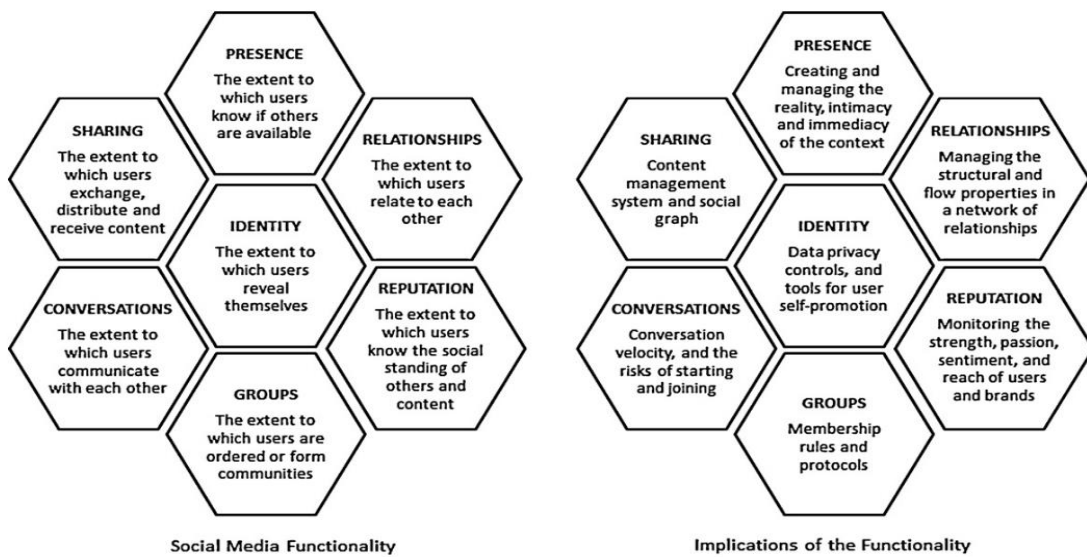 PRESENCE
The extent to
which users
know if others
are available
SHARING
The extent to
which users
exchange,
distribute and
receive content
RELATIONSHIPS
The extent to
which users
relate to each
other
IDENTITY
The extent to
which users
reveal
themselves
CONVERSATIONS
The extent to
which users
communicate
with each other
REPUTATION
The extent to
which users
know the social
standing of
others and
content
GROUPS
The extent to
which users are
ordered or form
communities
Social Media Functionality
PRESENCE
Creating and
managing the
reality, intimacy
and immediacy
of the context
SHARING
Content
management
system and social
graph
RELATIONSHIPS
Managing the
structural and
flow properties in
a network of
relationships
IDENTITY
Data privacy
controls, and
tools for user
self-promotion
CONVERSATIONS
Conversation
velocity, and the
risks of starting
and joining
REPUTATION
Monitoring the
strength, passion,
sentiment, and
reach of users
and brands
GROUPS
Membership
rules and
protocols
Implications of the Functionality